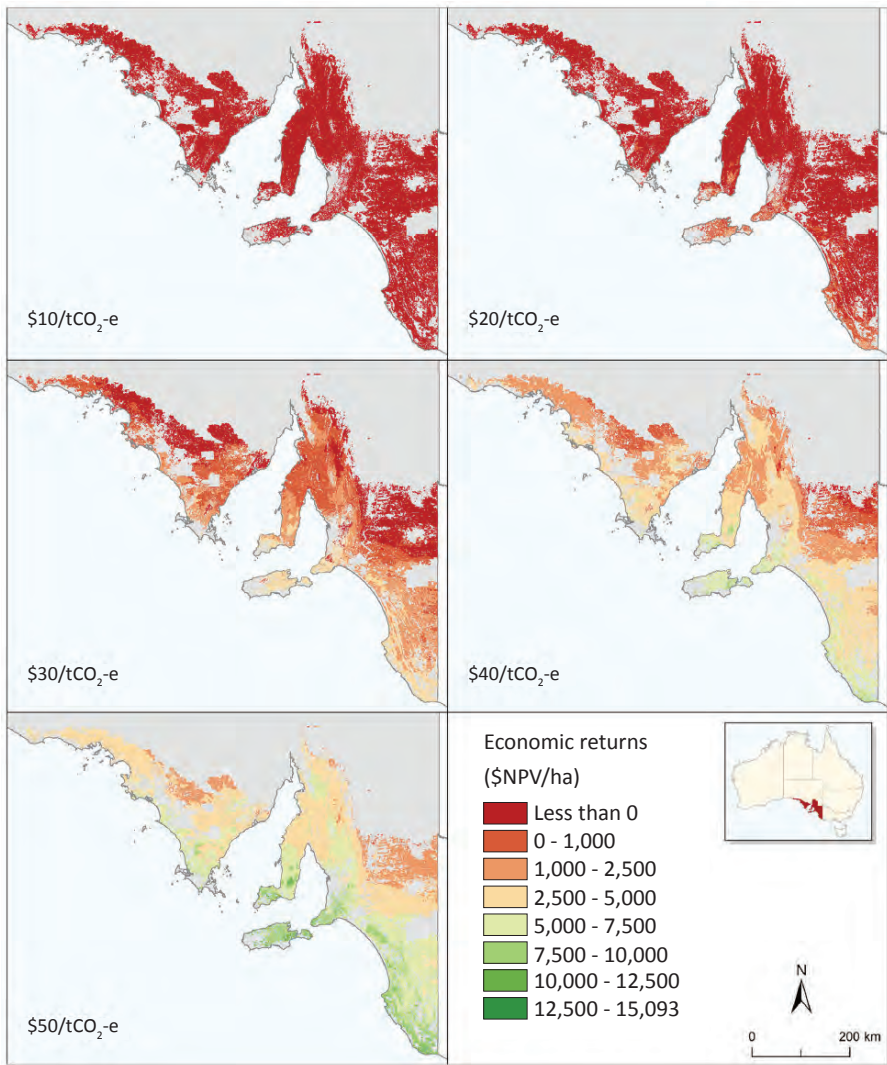 $10/tCO₂-e
$20/tCO₂-e
$30/tCO₂-e
$40/tCO₂-e
$50/tCO₂-e
Economic returns
($NPV/ha)
Less than 0
0 - 1,000
1,000 - 2,500
2,500 - 5,000
5,000 - 7,500
7,500 - 10,000
10,000 - 12,500
12,500 - 15,093
N
0 200 km